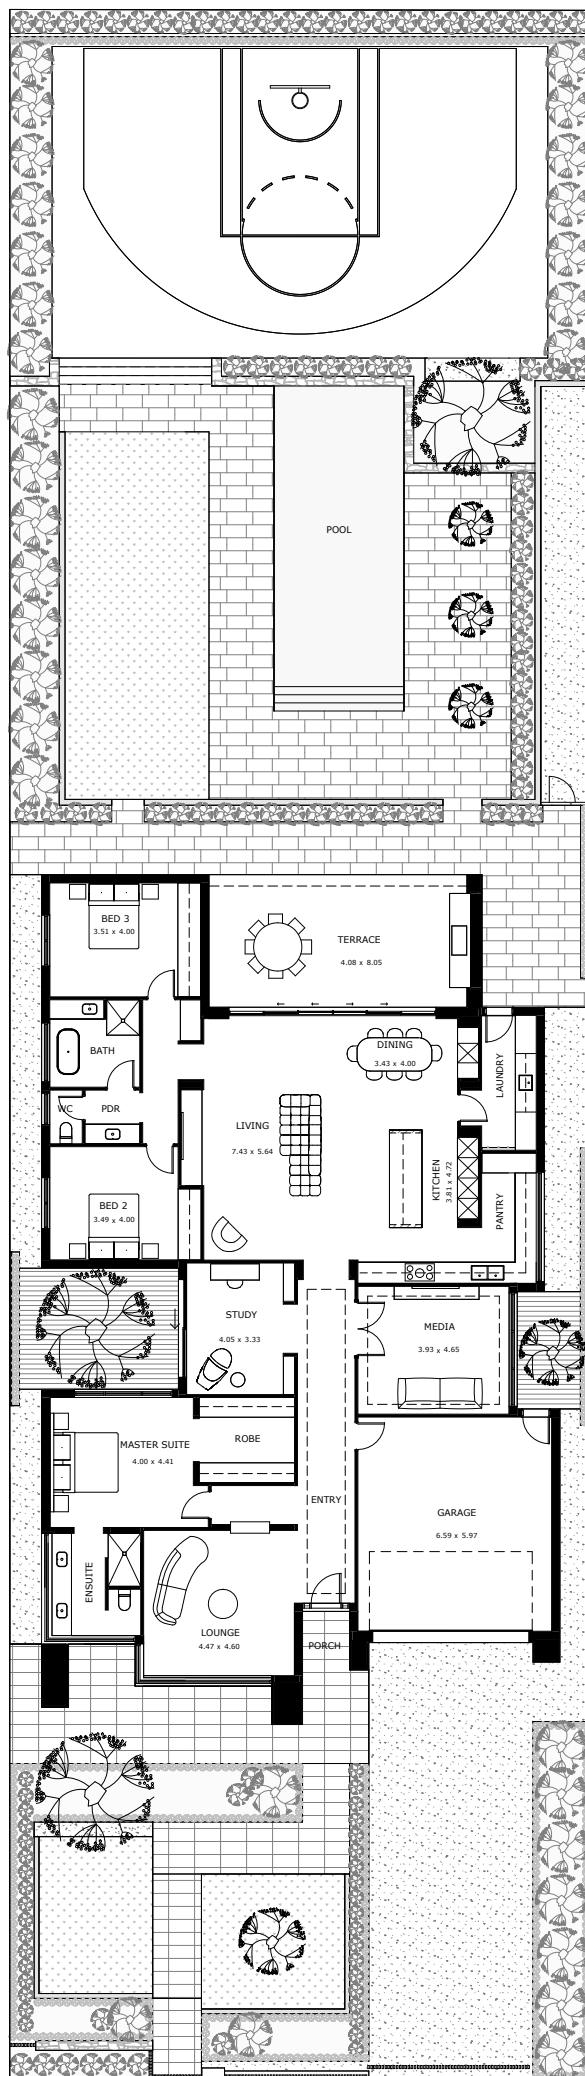 POOL
BED 3
3.51 x 4.00
TERRACE
4.08 x 8.05
BATH
DINING
3.43 x 4.00
LAUNDRY
WC
PDR
LIVING
7.43 x 5.64
KITCHEN
3.81 x 4.72
BED 2
3.49 x 4.00
PANTRY
STUDY
4.05 x 3.33
MEDIA
3.93 x 4.65
MASTER SUITE
4.00 x 4.41
ROBE
ENTRY
GARAGE
6.59 x 5.97
ENSUITE
LOUNGE
4.47 x 4.60
PORCH